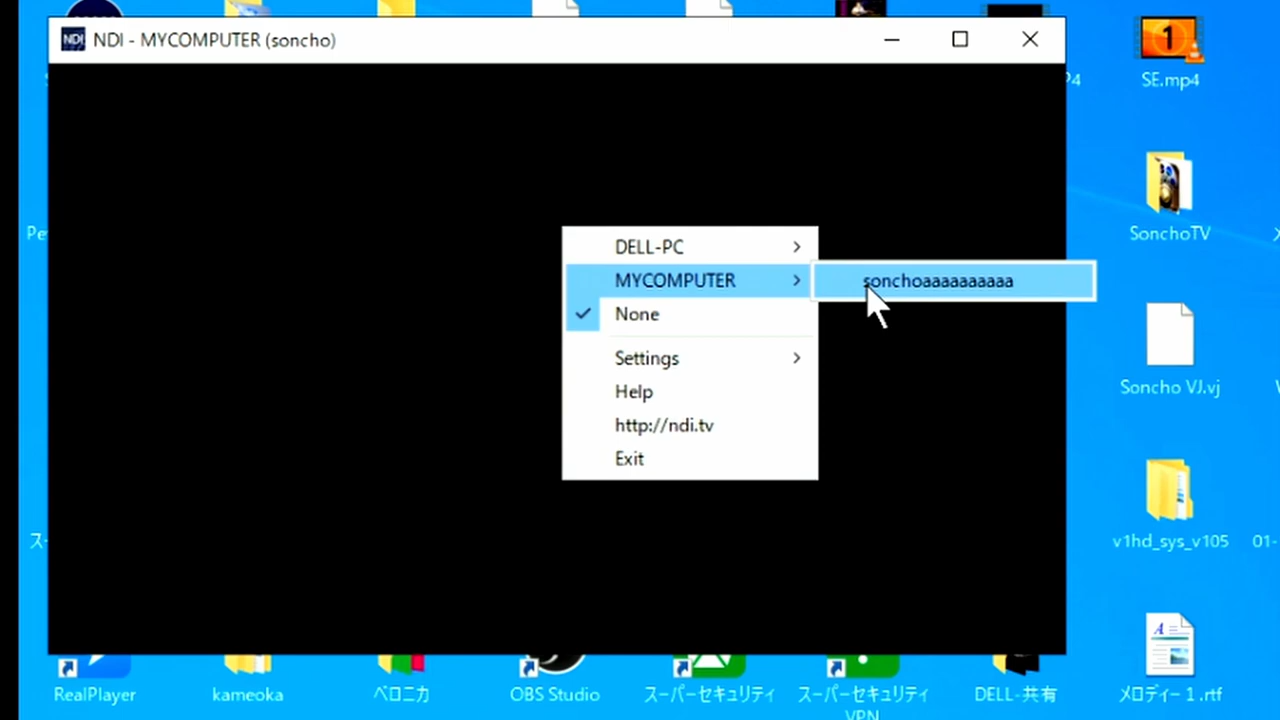 NDI
NDI - MYCOMPUTER (soncho)
SE.mp4
DELL-PC
MYCOMPUTER
sonchoaaaaaaaaaa
None
Settings
Help
http://ndi.tv
Exit
SonchoTV
Soncho VJ.vj
v1hd_sys_v105
01-
RealPlayer
kameoka
ベロニカ
OBS Studio
スーパーセキュリティ
スーパーセキュリティ
VPN
DELL-共有
メロディー 1 .rtf